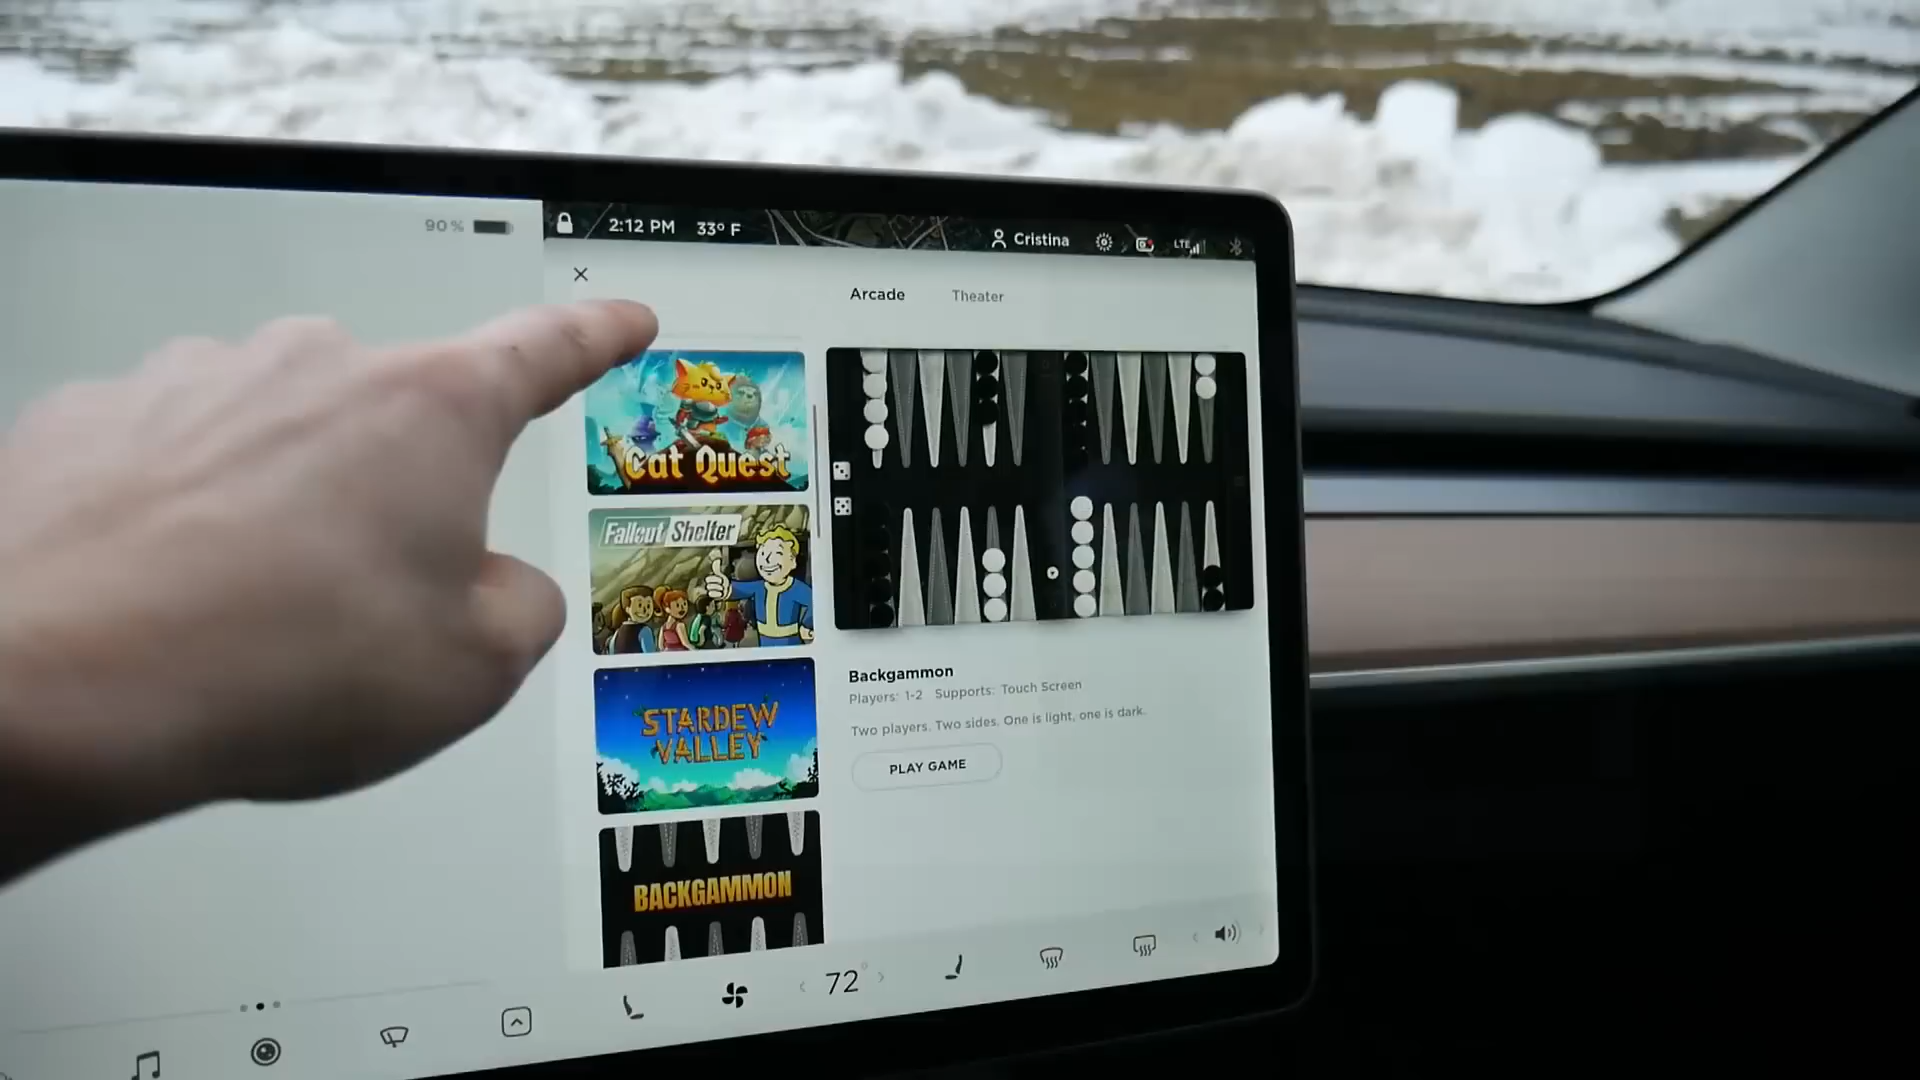 90 %
2:12 PM 33° F
Cristina
LTE
Arcade Theater
Cat Quest
Fallout Shelter
STARDEW
VALLEY
BACKGAMMON
Backgammon
Players: 1-2 Supports: Touch Screen
Two players. Two sides. One is light, one is dark.
PLAY GAME
72°